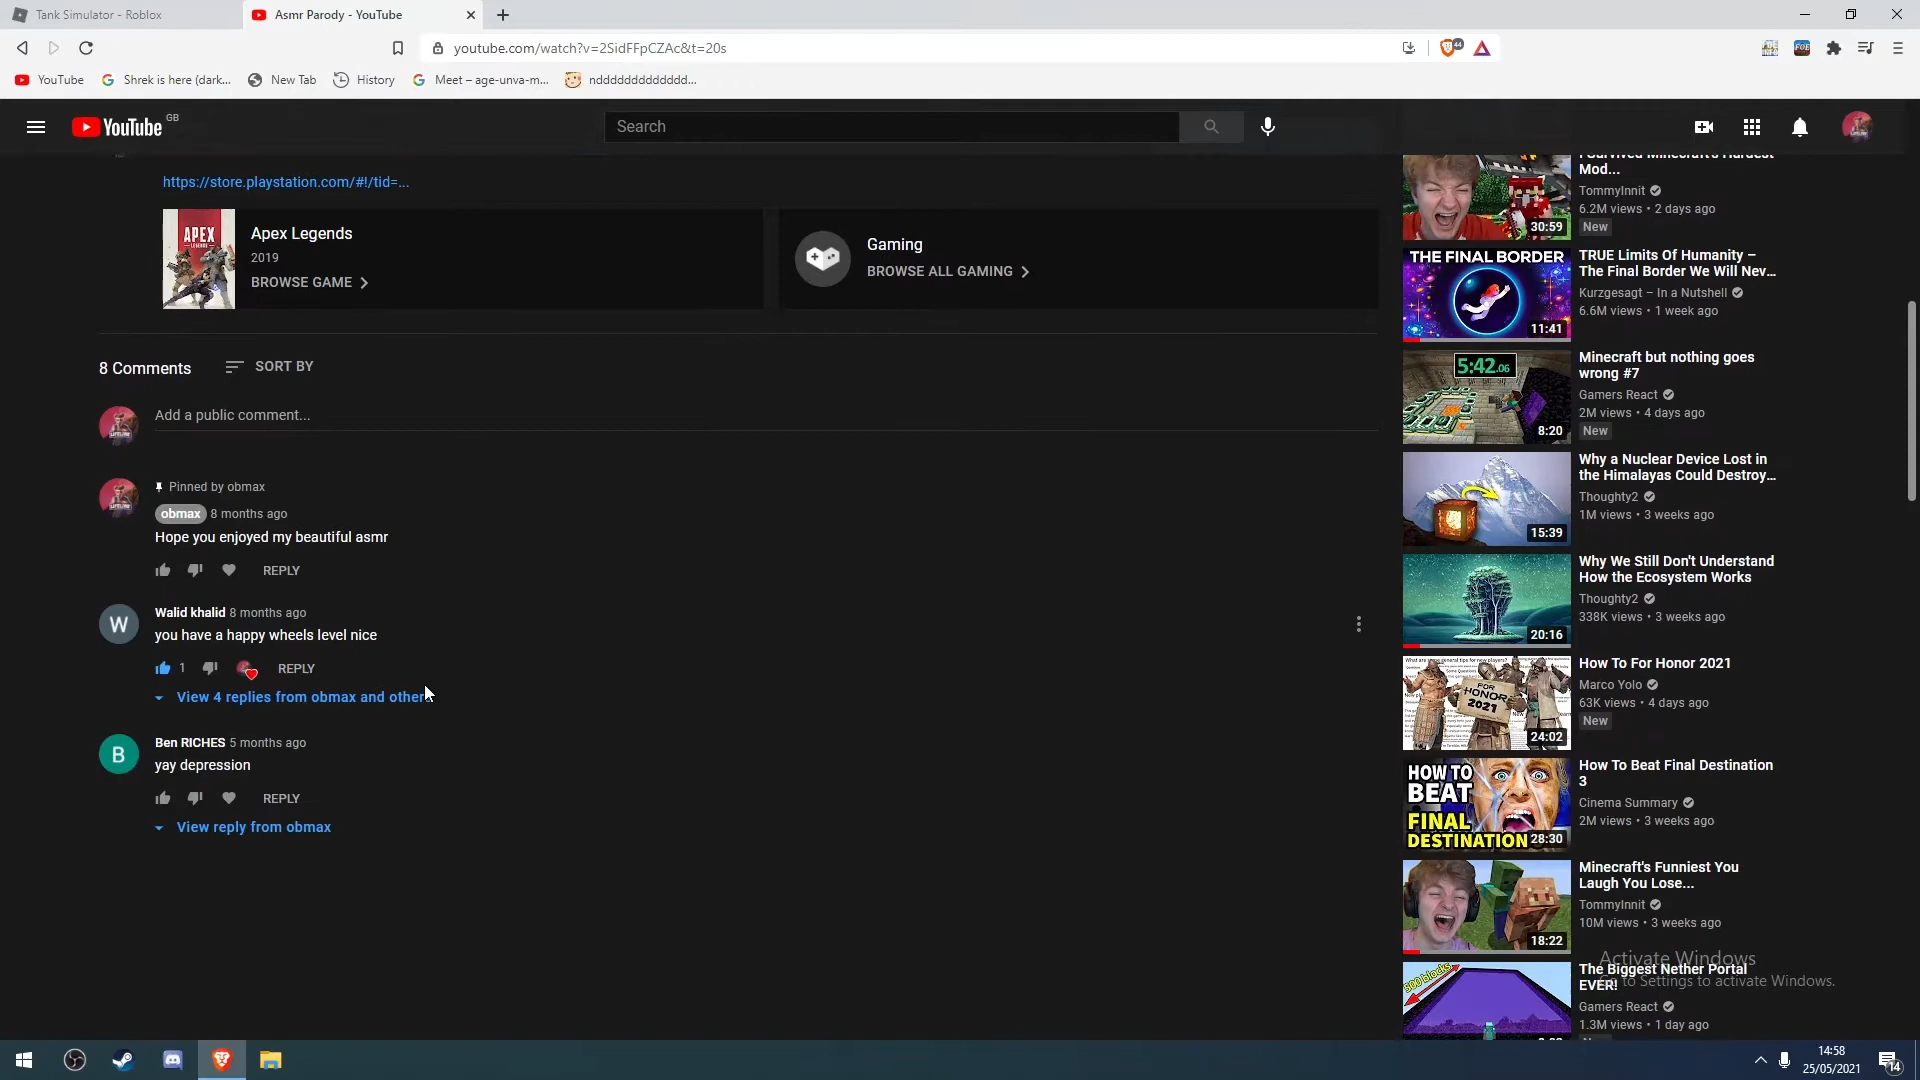 Tank Simulator - Roblox
Asmr Parody - YouTube
youtube.com/watch?v=2SidFFpCZAc&t=20s
44
FOE
YouTube
Shrek is here (dark...
New Tab
History
Meet – age-unva-m...
nddddddddddddd...
YouTube GB
Search
https://store.playstation.com/#!/tid=...
APEX
LEGENDS
Apex Legends
2019
BROWSE GAME
Gaming
BROWSE ALL GAMING
8 Comments
SORT BY
Add a public comment...
Pinned by obmax
obmax 8 months ago
Hope you enjoyed my beautiful asmr
REPLY
Walid khalid 8 months ago
you have a happy wheels level nice
1
REPLY
View 4 replies from obmax and other
Ben RICHES 5 months ago
yay depression
REPLY
View reply from obmax
I Survived Minecraft's Hardest
Mod...
TommyInnit
6.2M views • 2 days ago
New
30:59
THE FINAL BORDER
11:41
TRUE Limits Of Humanity –
The Final Border We Will Nev...
Kurzgesagt – In a Nutshell
6.6M views • 1 week ago
5:42.06
8:20
Minecraft but nothing goes
wrong #7
Gamers React
2M views • 4 days ago
New
15:39
Why a Nuclear Device Lost in
the Himalayas Could Destroy...
Thoughty2
1M views • 3 weeks ago
20:16
Why We Still Don't Understand
How the Ecosystem Works
Thoughty2
338K views • 3 weeks ago
FOR
HONOR
2021
24:02
How To For Honor 2021
Marco Yolo
63K views • 4 days ago
New
HOW TO
BEAT
FINAL
DESTINATION
28:30
How To Beat Final Destination
3
Cinema Summary
2M views • 3 weeks ago
18:22
Minecraft's Funniest You
Laugh You Lose...
TommyInnit
10M views • 3 weeks ago
500 blocks
The Biggest Nether Portal
EVER!
Gamers React
1.3M views • 1 day ago
Activate Windows
to Settings to activate Windows.
14:58
25/05/2021
14